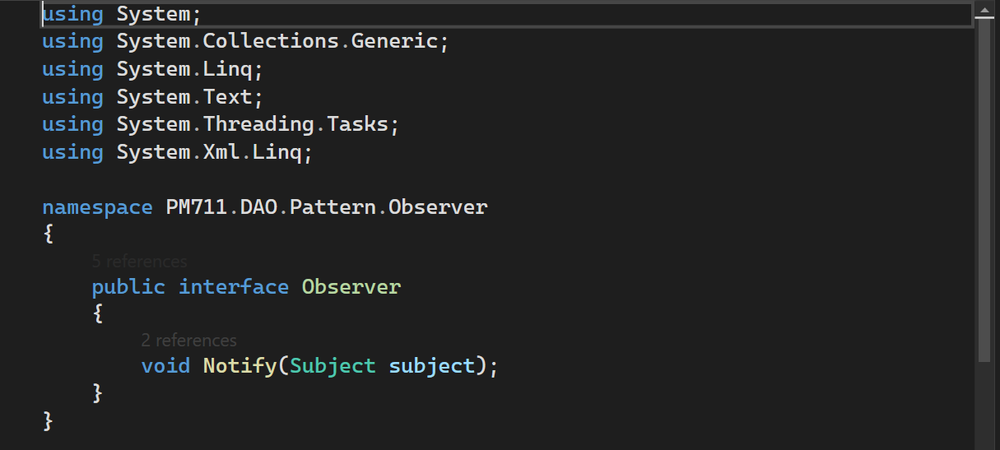 using System;
using System.Collections.Generic;
using System.Linq;
using System.Text;
using System.Threading.Tasks;
using System.Xml.Linq;
namespace PM711.DAO.Pattern.Observer
{
5 references
public interface Observer
{
2 references
void Notify(Subject subject);
}
}